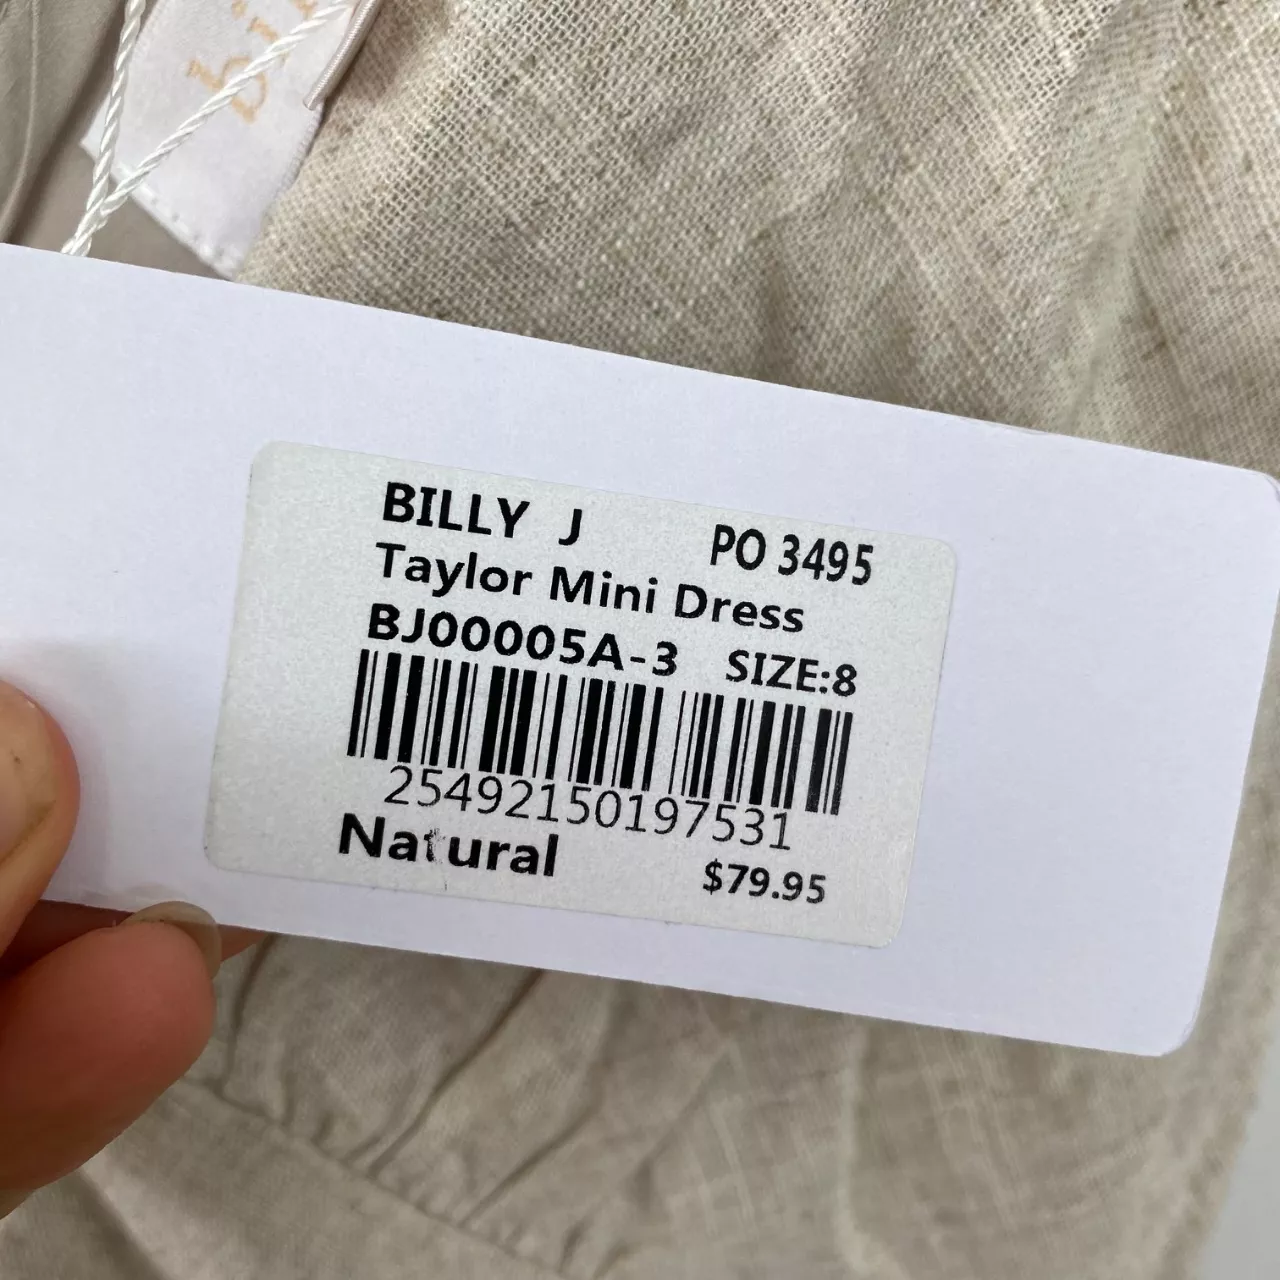 BILLY J PO 3495
Taylor Mini Dress
BJ00005A-3 SIZE:8
25492150197531
Natural
$79.95